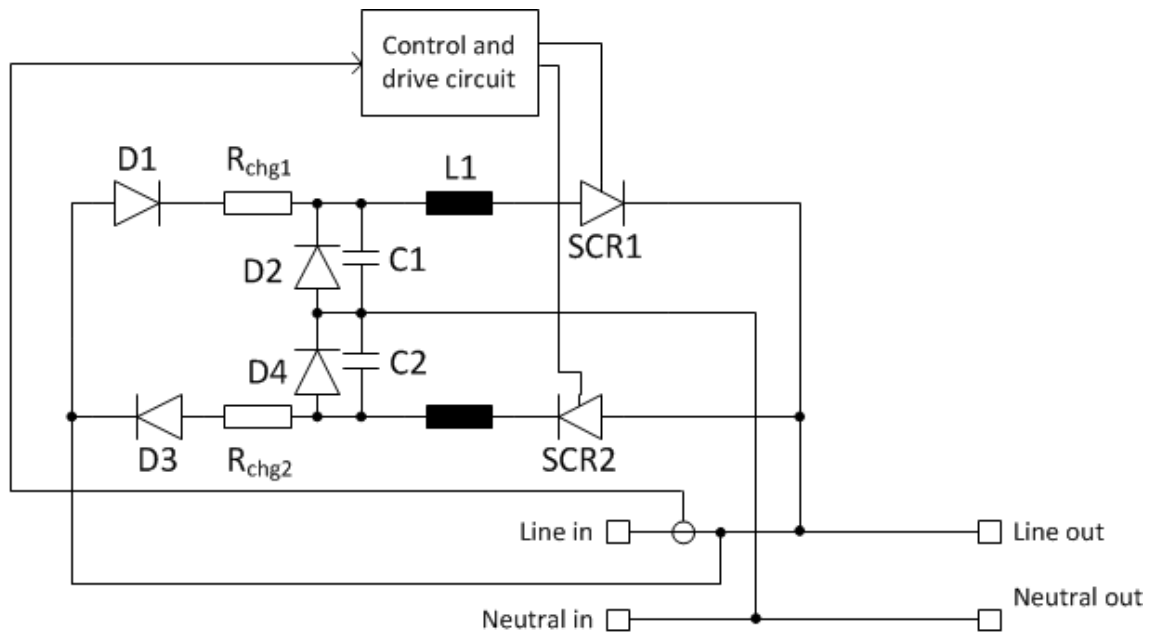 Control and
drive circuit
D1
Rchg1
L1
SCR1
D2
C1
D4
C2
D3
Rchg2
SCR2
Line in
Line out
Neutral in
Neutral out